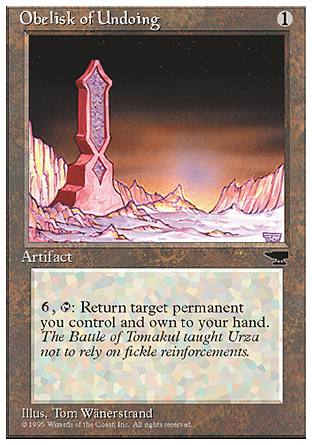 Obelisk of Undoing 1
Artifact
6, T: Return target permanent
you control and own to your hand.
The Battle of Tomakul taught Urza
not to rely on fickle reinforcements.
Illus. Tom Wänerstrand
© 1995 Wizards of the Coast, Inc. All rights reserved.